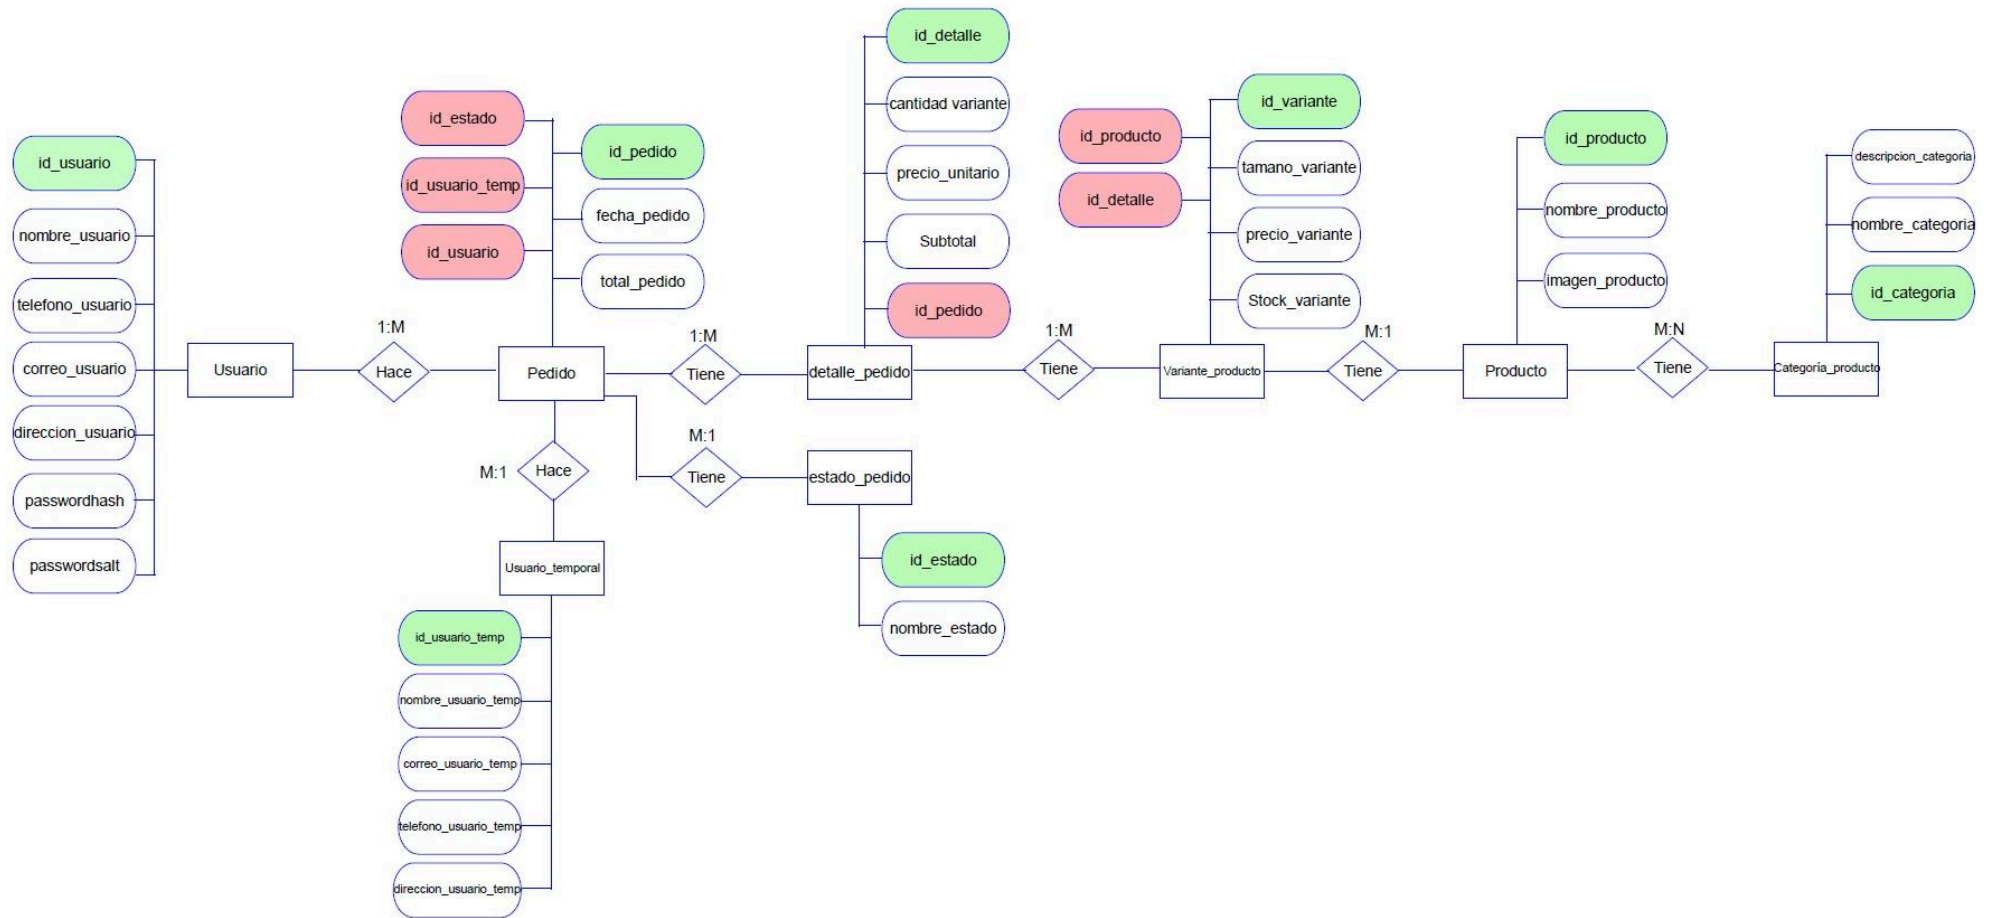 id_usuario
nombre_usuario
telefono_usuario
correo_usuario
direccion_usuario
passwordhash
passwordsalt
Usuario
1:M
Hace
id_estado
id_usuario_temp
id_usuario
id_pedido
fecha_pedido
total_pedido
Pedido
M:1
Hace
Usuario_temporal
id_usuario_temp
nombre_usuario_temp
correo_usuario_temp
telefono_usuario_temp
direccion_usuario_temp
1:M
Tiene
M:1
Tiene
id_detalle
cantidad variante
precio_unitario
Subtotal
id_pedido
detalle_pedido
estado_pedido
id_estado
nombre_estado
1:M
Tiene
id_producto
id_detalle
id_variante
tamano_variante
precio_variante
Stock_variante
Variante_producto
M:1
Tiene
id_producto
nombre_producto
imagen_producto
Producto
M:N
Tiene
descripcion_categoria
nombre_categoria
id_categoria
Categoría_producto